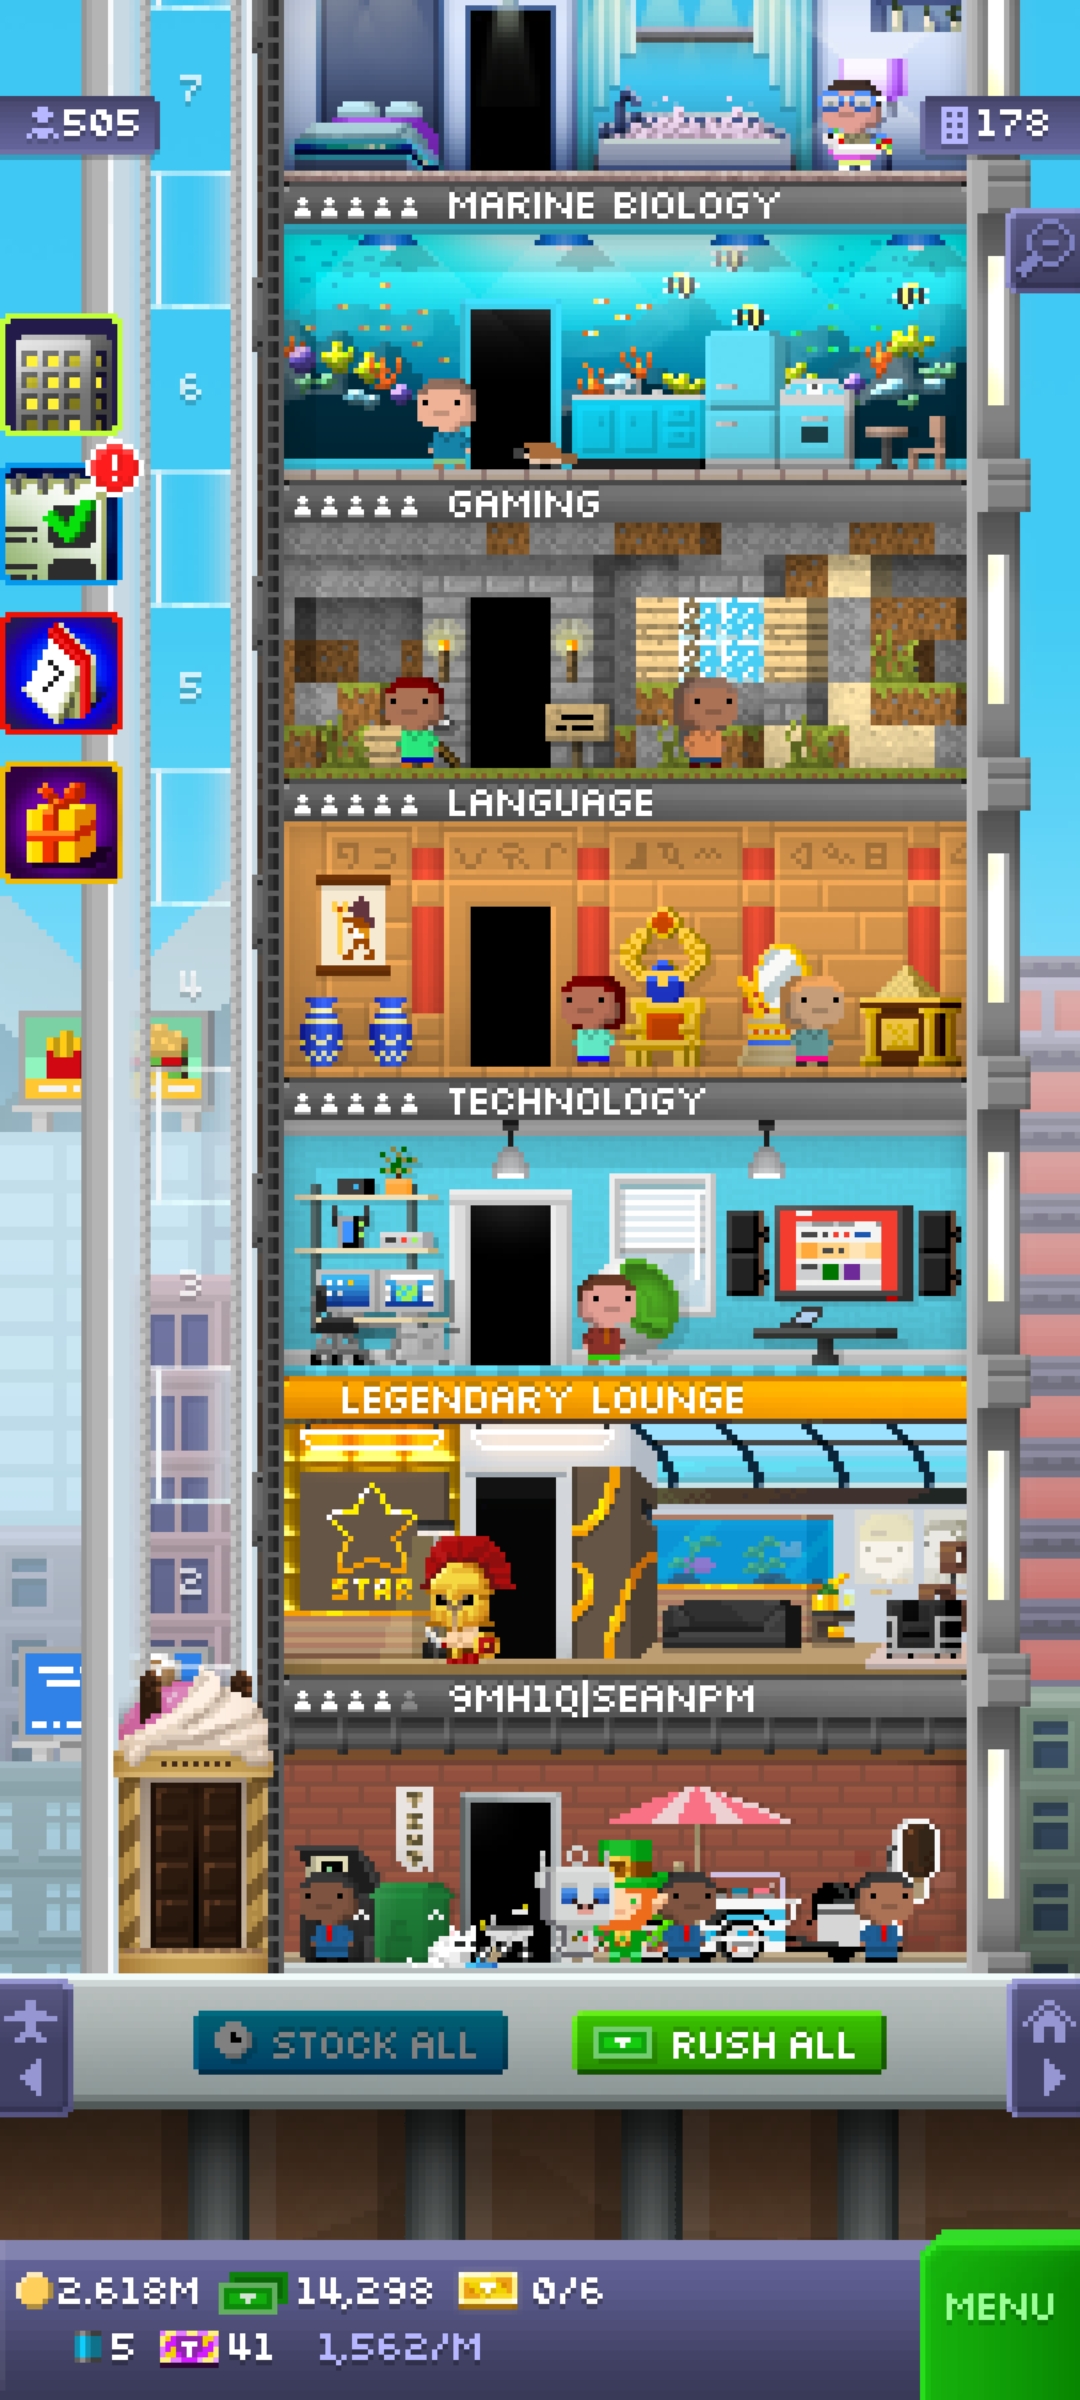 7
505
178
MARINE BIOLOGY
6
GAMING
5
LANGUAGE
4
TECHNOLOGY
3
LEGENDARY LOUNGE
STAR
2
9MH1Q|SEANPM
STOCK ALL
RUSH ALL
2.618M
14,298
0/6
5
41
1,562/M
MENU